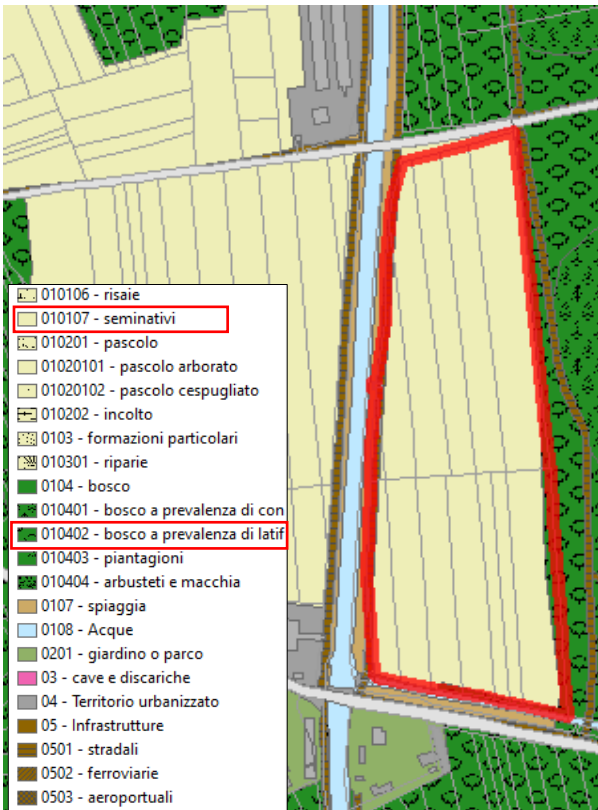 010106 - risaie
010107 - seminativi
010201 - pascolo
01020101 - pascolo arborato
01020102 - pascolo cespugliato
010202 - incolto
0103 - formazioni particolari
010301 - riparie
0104 - bosco
010401 - bosco a prevalenza di con
010402 - bosco a prevalenza di latif
010403 - piantagioni
010404 - arbusteti e macchia
0107 - spiaggia
0108 - Acque
0201 - giardino o parco
03 - cave e discariche
04 - Territorio urbanizzato
05 - Infrastrutture
0501 - stradali
0502 - ferroviarie
0503 - aeroportuali